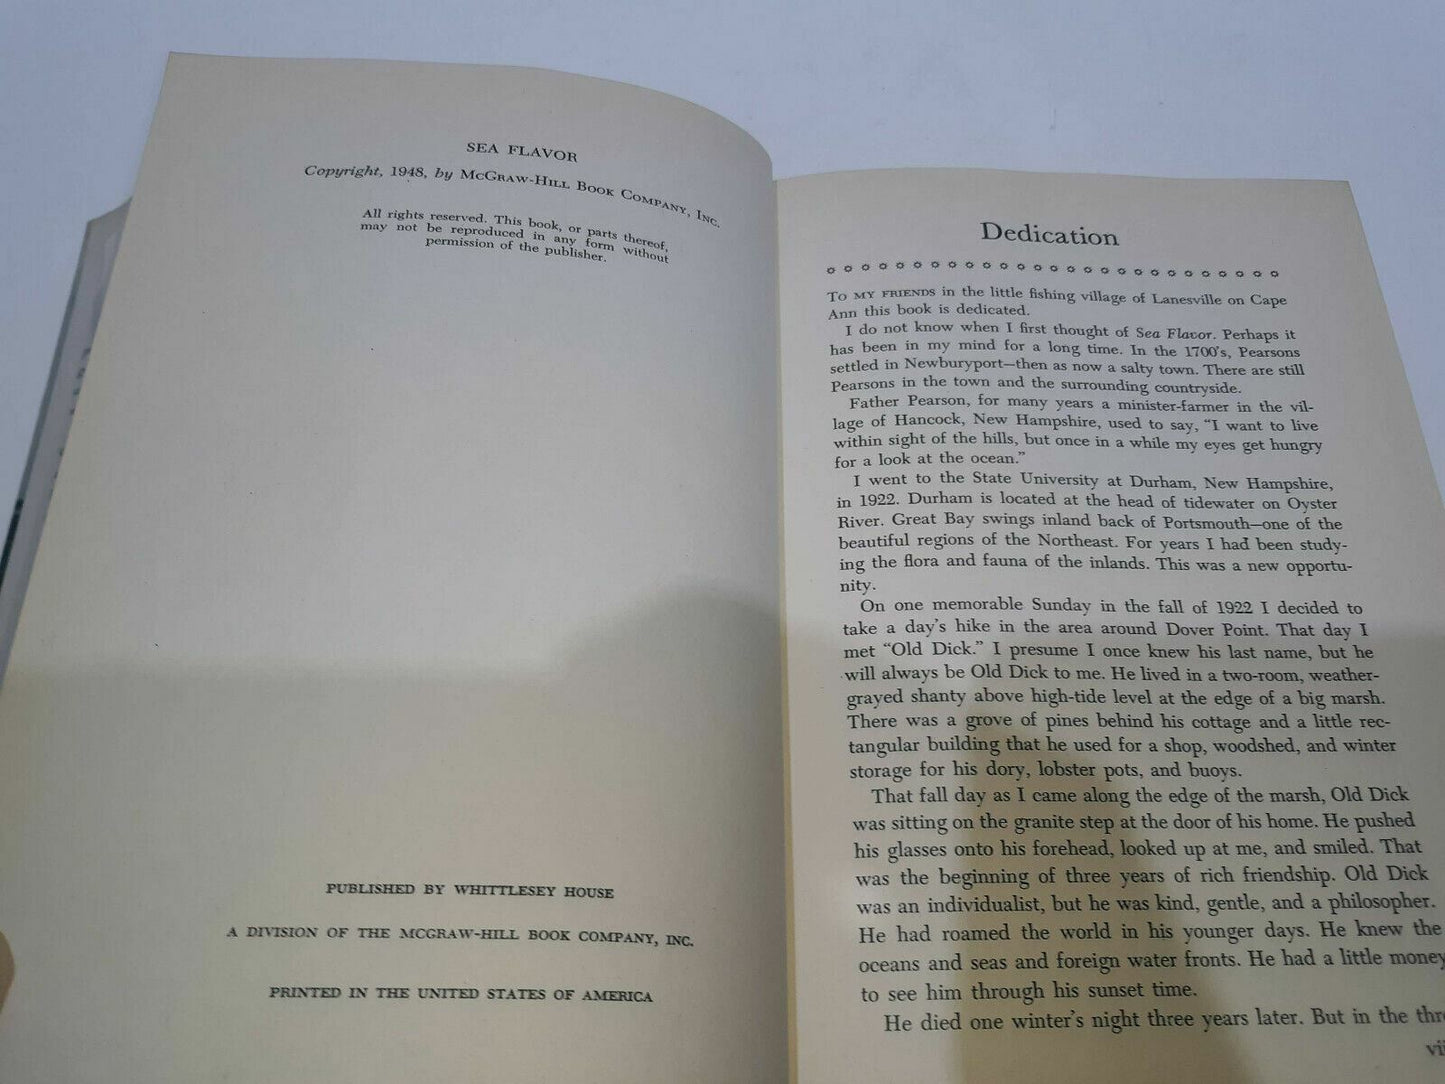 SEA FLAVOR
Copyright, 1948, by McGraw-Hill Book Company, Inc.
All rights reserved. This book, or parts thereof,
may not be reproduced in any form without
permission of the publisher.
PUBLISHED BY WHITTLESEY HOUSE
A DIVISION OF THE MCGRAW-HILL BOOK COMPANY, INC.
PRINTED IN THE UNITED STATES OF AMERICA
Dedication
To my friends in the little fishing village of Lanesville on Cape
Ann this book is dedicated.
I do not know when I first thought of Sea Flavor. Perhaps it
has been in my mind for a long time. In the 1700's, Pearsons
settled in Newburyport—then as now a salty town. There are still
Pearsons in the town and the surrounding countryside.
Father Pearson, for many years a minister-farmer in the vil-
lage of Hancock, New Hampshire, used to say, "I want to live
within sight of the hills, but once in a while my eyes get hungry
for a look at the ocean."
I went to the State University at Durham, New Hampshire,
in 1922. Durham is located at the head of tidewater on Oyster
River. Great Bay swings inland back of Portsmouth—one of the
beautiful regions of the Northeast. For years I had been study-
ing the flora and fauna of the inlands. This was a new opportu-
nity.
On one memorable Sunday in the fall of 1922 I decided to
take a day's hike in the area around Dover Point. That day I
met "Old Dick." I presume I once knew his last name, but he
will always be Old Dick to me. He lived in a two-room, weather-
grayed shanty above high-tide level at the edge of a big marsh.
There was a grove of pines behind his cottage and a little rec-
tangular building that he used for a shop, woodshed, and winter
storage for his dory, lobster pots, and buoys.
That fall day as I came along the edge of the marsh, Old Dick
was sitting on the granite step at the door of his home. He pushed
his glasses onto his forehead, looked up at me, and smiled. That
was the beginning of three years of rich friendship. Old Dick
was an individualist, but he was kind, gentle, and a philosopher.
He had roamed the world in his younger days. He knew the
oceans and seas and foreign water fronts. He had a little money
to see him through his sunset time.
He died one winter's night three years later. But in the